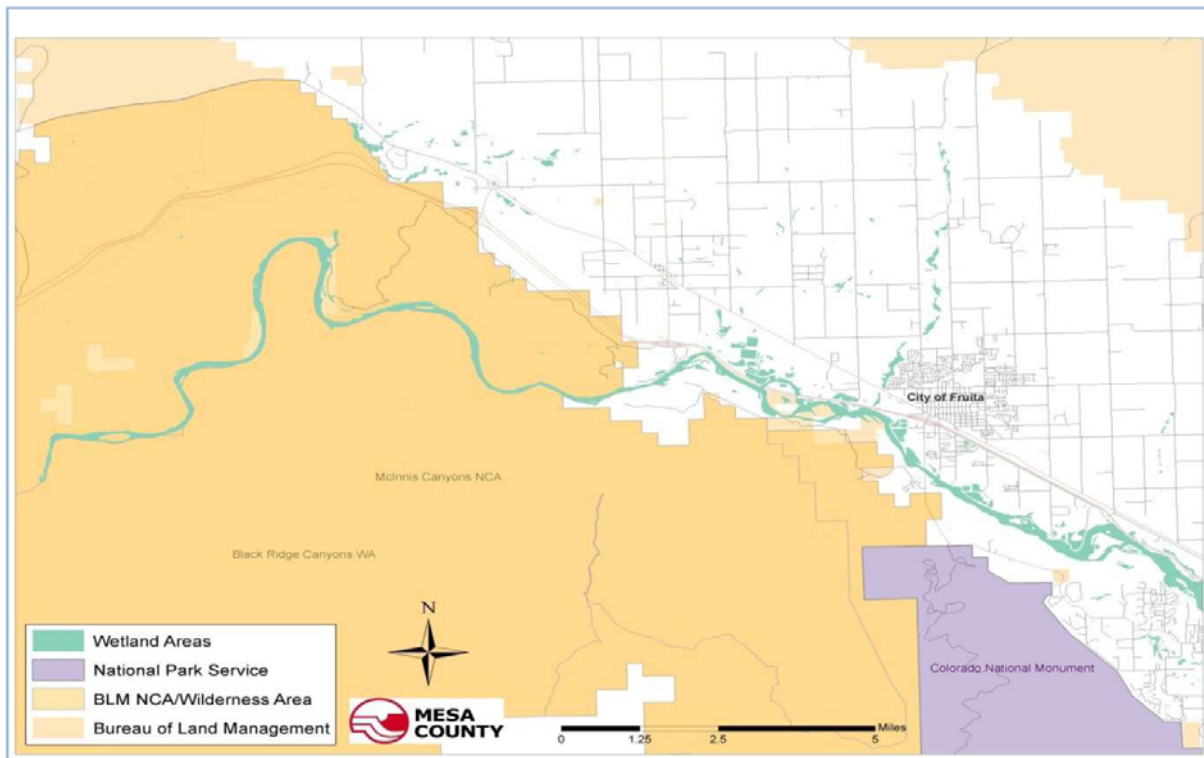 City of Fruita
McInnis Canyons NCA
Black Ridge Canyons WA
Colorado National Monument
N
Wetland Areas
National Park Service
BLM NCA/Wilderness Area
Bureau of Land Management
MESA
COUNTY
Miles
0 1.25 2.5 5